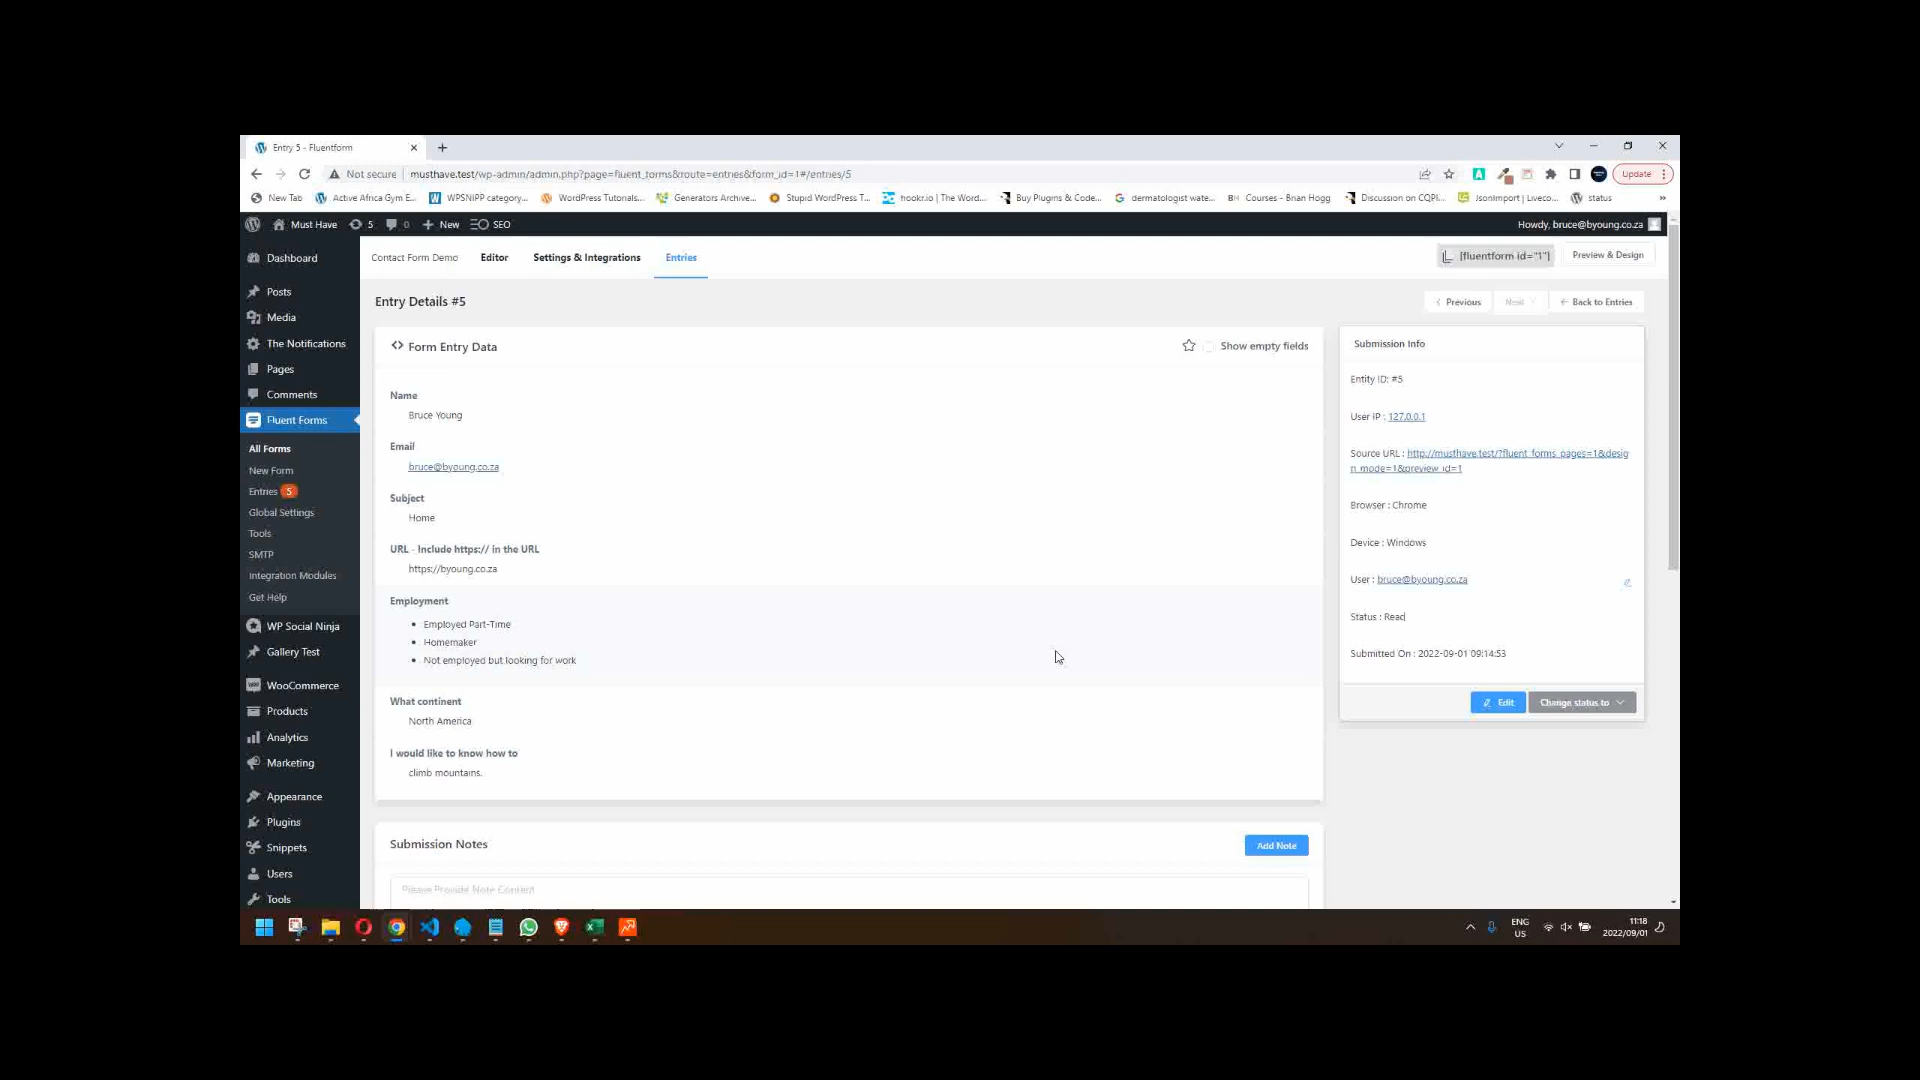 Entry 5 - Fluentform
Not secure musthave.test/wp-admin/admin.php?page=fluent_forms&route=entries&form_id=1#/entries/5 Update
New Tab Active Africa Gym E... WPSNIPP category... WordPress Tutorials... Generators Archive... Stupid WordPress T... hookr.io | The Word... Buy Plugins & Code... dermatologist wate... Courses - Brian Hogg Discussion on CQPI... JsonImport | Liveco... status »
Must Have 5 0 New SEO Howdy, bruce@byoung.co.za
Dashboard
Posts
Media
The Notifications
Pages
Comments
Fluent Forms
All Forms
New Form
Entries 5
Global Settings
Tools
SMTP
Integration Modules
Get Help
WP Social Ninja
Gallery Test
WooCommerce
Products
Analytics
Marketing
Appearance
Plugins
Snippets
Users
Tools
Contact Form Demo Editor Settings & Integrations Entries [fluentform id="1"] Preview & Design
Entry Details #5 Previous Next Back to Entries
Form Entry Data Show empty fields
Name
Bruce Young
Email
bruce@byoung.co.za
Subject
Home
URL - Include https:// in the URL
https://byoung.co.za
Employment
Employed Part-Time
Homemaker
Not employed but looking for work
What continent
North America
I would like to know how to
climb mountains.
Submission Notes Add Note
Please Provide Note Content
Submission Info
Entity ID: #5
User IP : 127.0.0.1
Source URL : http://musthave.test/?fluent_forms_pages=1&desig
n_mode=1&preview_id=1
Browser : Chrome
Device : Windows
User : bruce@byoung.co.za
Status : Read
Submitted On : 2022-09-01 09:14:53
Edit Change status to
ENG
US
11:18
2022/09/01